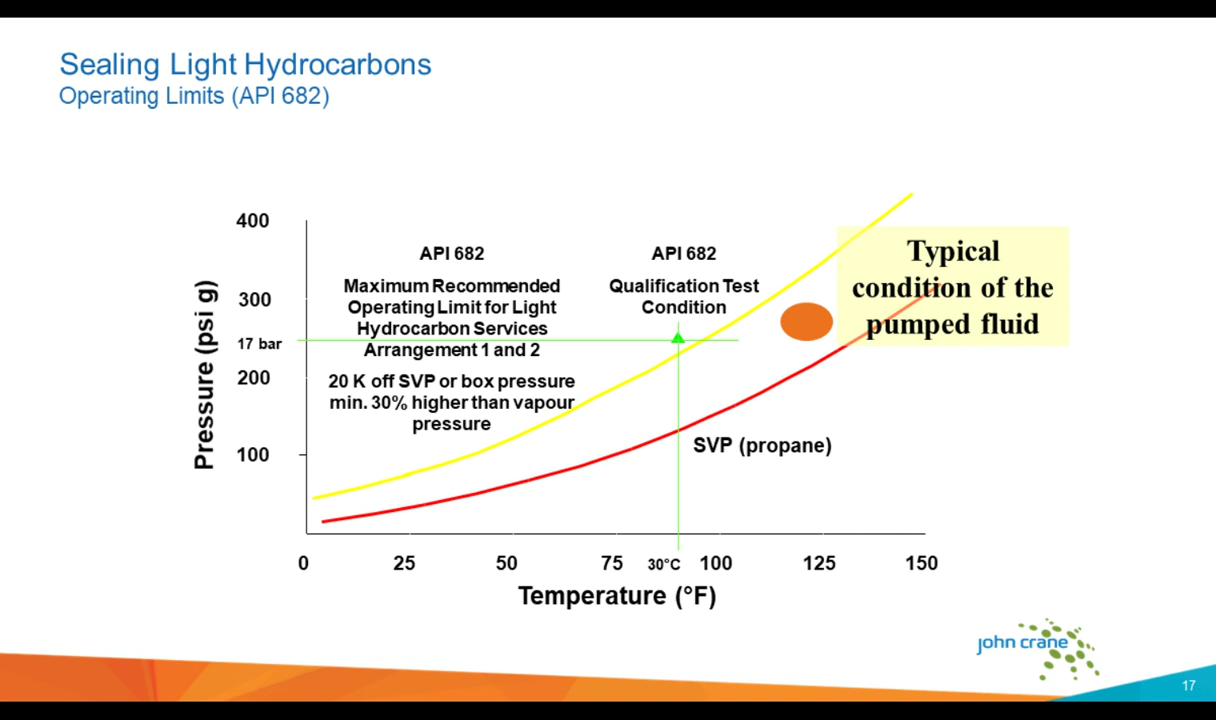 Sealing Light Hydrocarbons
Operating Limits (API 682)
400
300
17 bar
200
100
Pressure (psi g)
API 682
Maximum Recommended
Operating Limit for Light
Hydrocarbon Services
Arrangement 1 and 2
20 K off SVP or box pressure
min. 30% higher than vapour
pressure
API 682
Qualification Test
Condition
Typical
condition of the
pumped fluid
SVP (propane)
0
25
50
75
30°C
100
125
150
Temperature (°F)
john crane
17